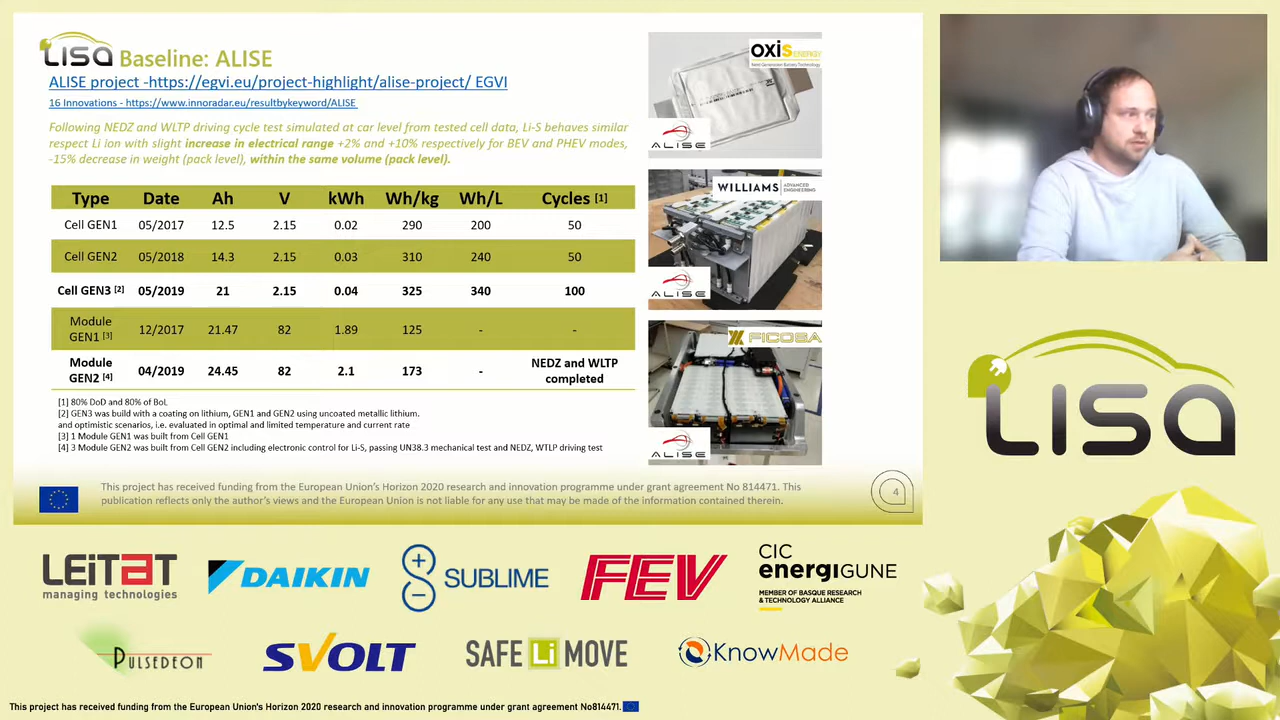 LISA Baseline: ALISE
ALISE project -https://egvi.eu/project-highlight/alise-project/ EGVI
16 Innovations - https://www.innoradar.eu/resultbykeyword/ALISE
Following NEDZ and WLTP driving cycle test simulated at car level from tested cell data, Li-S behaves similar
respect Li ion with slight increase in electrical range +2% and +10% respectively for BEV and PHEV modes,
-15% decrease in weight (pack level), within the same volume (pack level).
Type Date Ah V kWh Wh/kg Wh/L Cycles [1]
Cell GEN1 05/2017 12.5 2.15 0.02 290 200 50
Cell GEN2 05/2018 14.3 2.15 0.03 310 240 50
Cell GEN3 [2] 05/2019 21 2.15 0.04 325 340 100
Module
GEN1 [3] 12/2017 21.47 82 1.89 125 - -
Module
GEN2 [4] 04/2019 24.45 82 2.1 173 - NEDZ and WLTP
completed
[1] 80% DoD and 80% of BoL
[2] GEN3 was build with a coating on lithium, GEN1 and GEN2 using uncoated metallic lithium.
and optimistic scenarios, i.e. evaluated in optimal and limited temperature and current rate
[3] 1 Module GEN1 was built from Cell GEN1
[4] 3 Module GEN2 was built from Cell GEN2 including electronic control for Li-S, passing UN38.3 mechanical test and NEDZ, WTLP driving test
OXIS ENERGY
Next Generation Battery Technology
ALISE
WILLIAMS ADVANCED
ENGINEERING
ALISE
FICOSA
ALISE
This project has received funding from the European Union's Horizon 2020 research and innovation programme under grant agreement No 814471. This
publication reflects only the author's views and the European Union is not liable for any use that may be made of the information contained therein.
4
LISA
LEITAT
managing technologies
DAIKIN
SUBLIME
FEV
CIC
energiGUNE
MEMBER OF BASQUE RESEARCH
& TECHNOLOGY ALLIANCE
PULSEDEON
SVOLT
SAFE Li MOVE
KnowMade
This project has received funding from the European Union's Horizon 2020 research and innovation programme under grant agreement No814471.